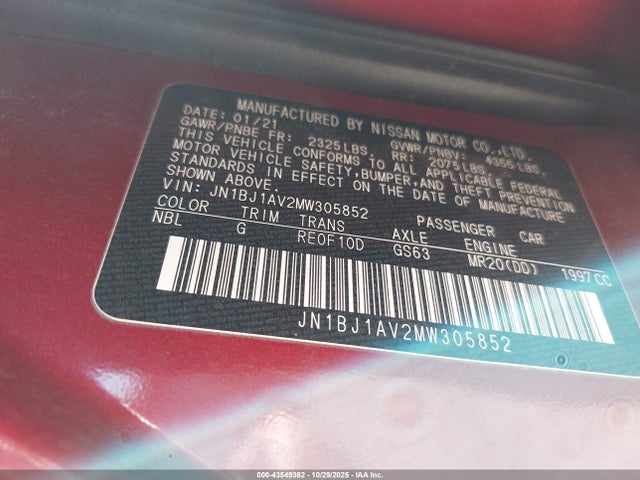 MANUFACTURED BY NISSAN MOTOR CO.,LTD.
DATE: 01/21 GVWR/PNBV: 4355 LBS.
GAWR/PNBE FR: 2325 LBS. RR: 2075 LBS.
THIS VEHICLE CONFORMS TO ALL APPLICABLE FEDERAL
MOTOR VEHICLE SAFETY, BUMPER, AND THEFT PREVENTION
STANDARDS IN EFFECT ON THE DATE OF MANUFACTURE
SHOWN ABOVE.
VIN: JN1BJ1AV2MW305852 PASSENGER CAR
COLOR TRIM TRANS AXLE ENGINE
NBL G RE0F10D GS63 MR20(DD) 1997 CC
JN1BJ1AV2MW305852
000-43549362 - 10/29/2025 - IAA Inc.